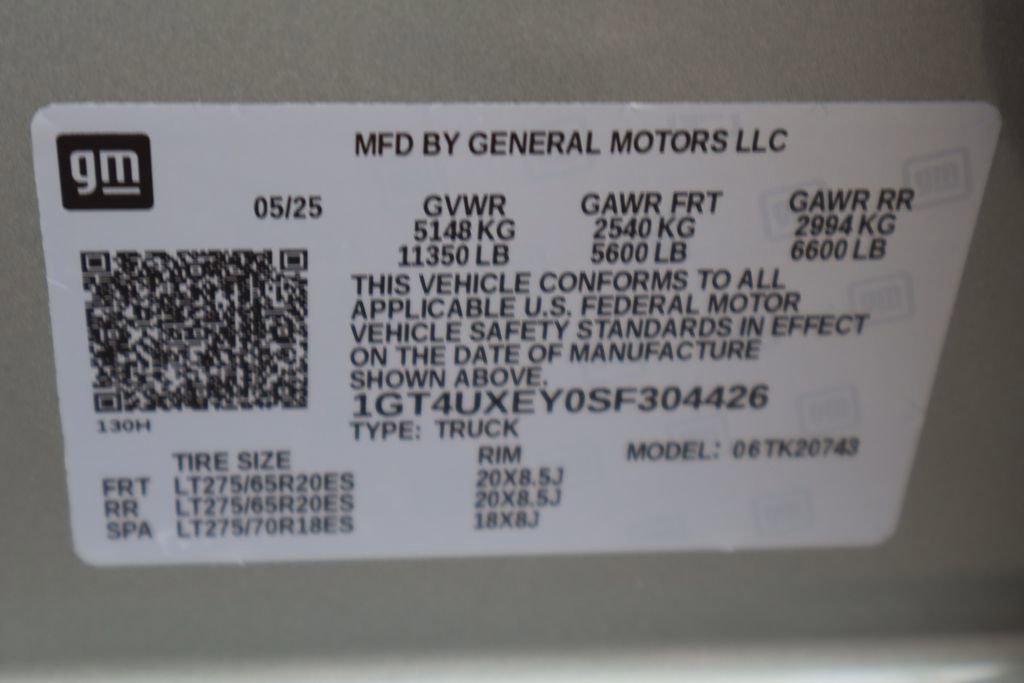 gm
MFD BY GENERAL MOTORS LLC
05/25 GVWR GAWR FRT GAWR RR
5148 KG 2540 KG 2994 KG
11350 LB 5600 LB 6600 LB
THIS VEHICLE CONFORMS TO ALL
APPLICABLE U.S. FEDERAL MOTOR
VEHICLE SAFETY STANDARDS IN EFFECT
ON THE DATE OF MANUFACTURE
SHOWN ABOVE.
1GT4UXEY0SF304426
130H
TYPE: TRUCK
MODEL: 06TK20743
TIRE SIZE RIM
FRT LT275/65R20ES 20X8.5J
RR LT275/65R20ES 20X8.5J
SPA LT275/70R18ES 18X8J